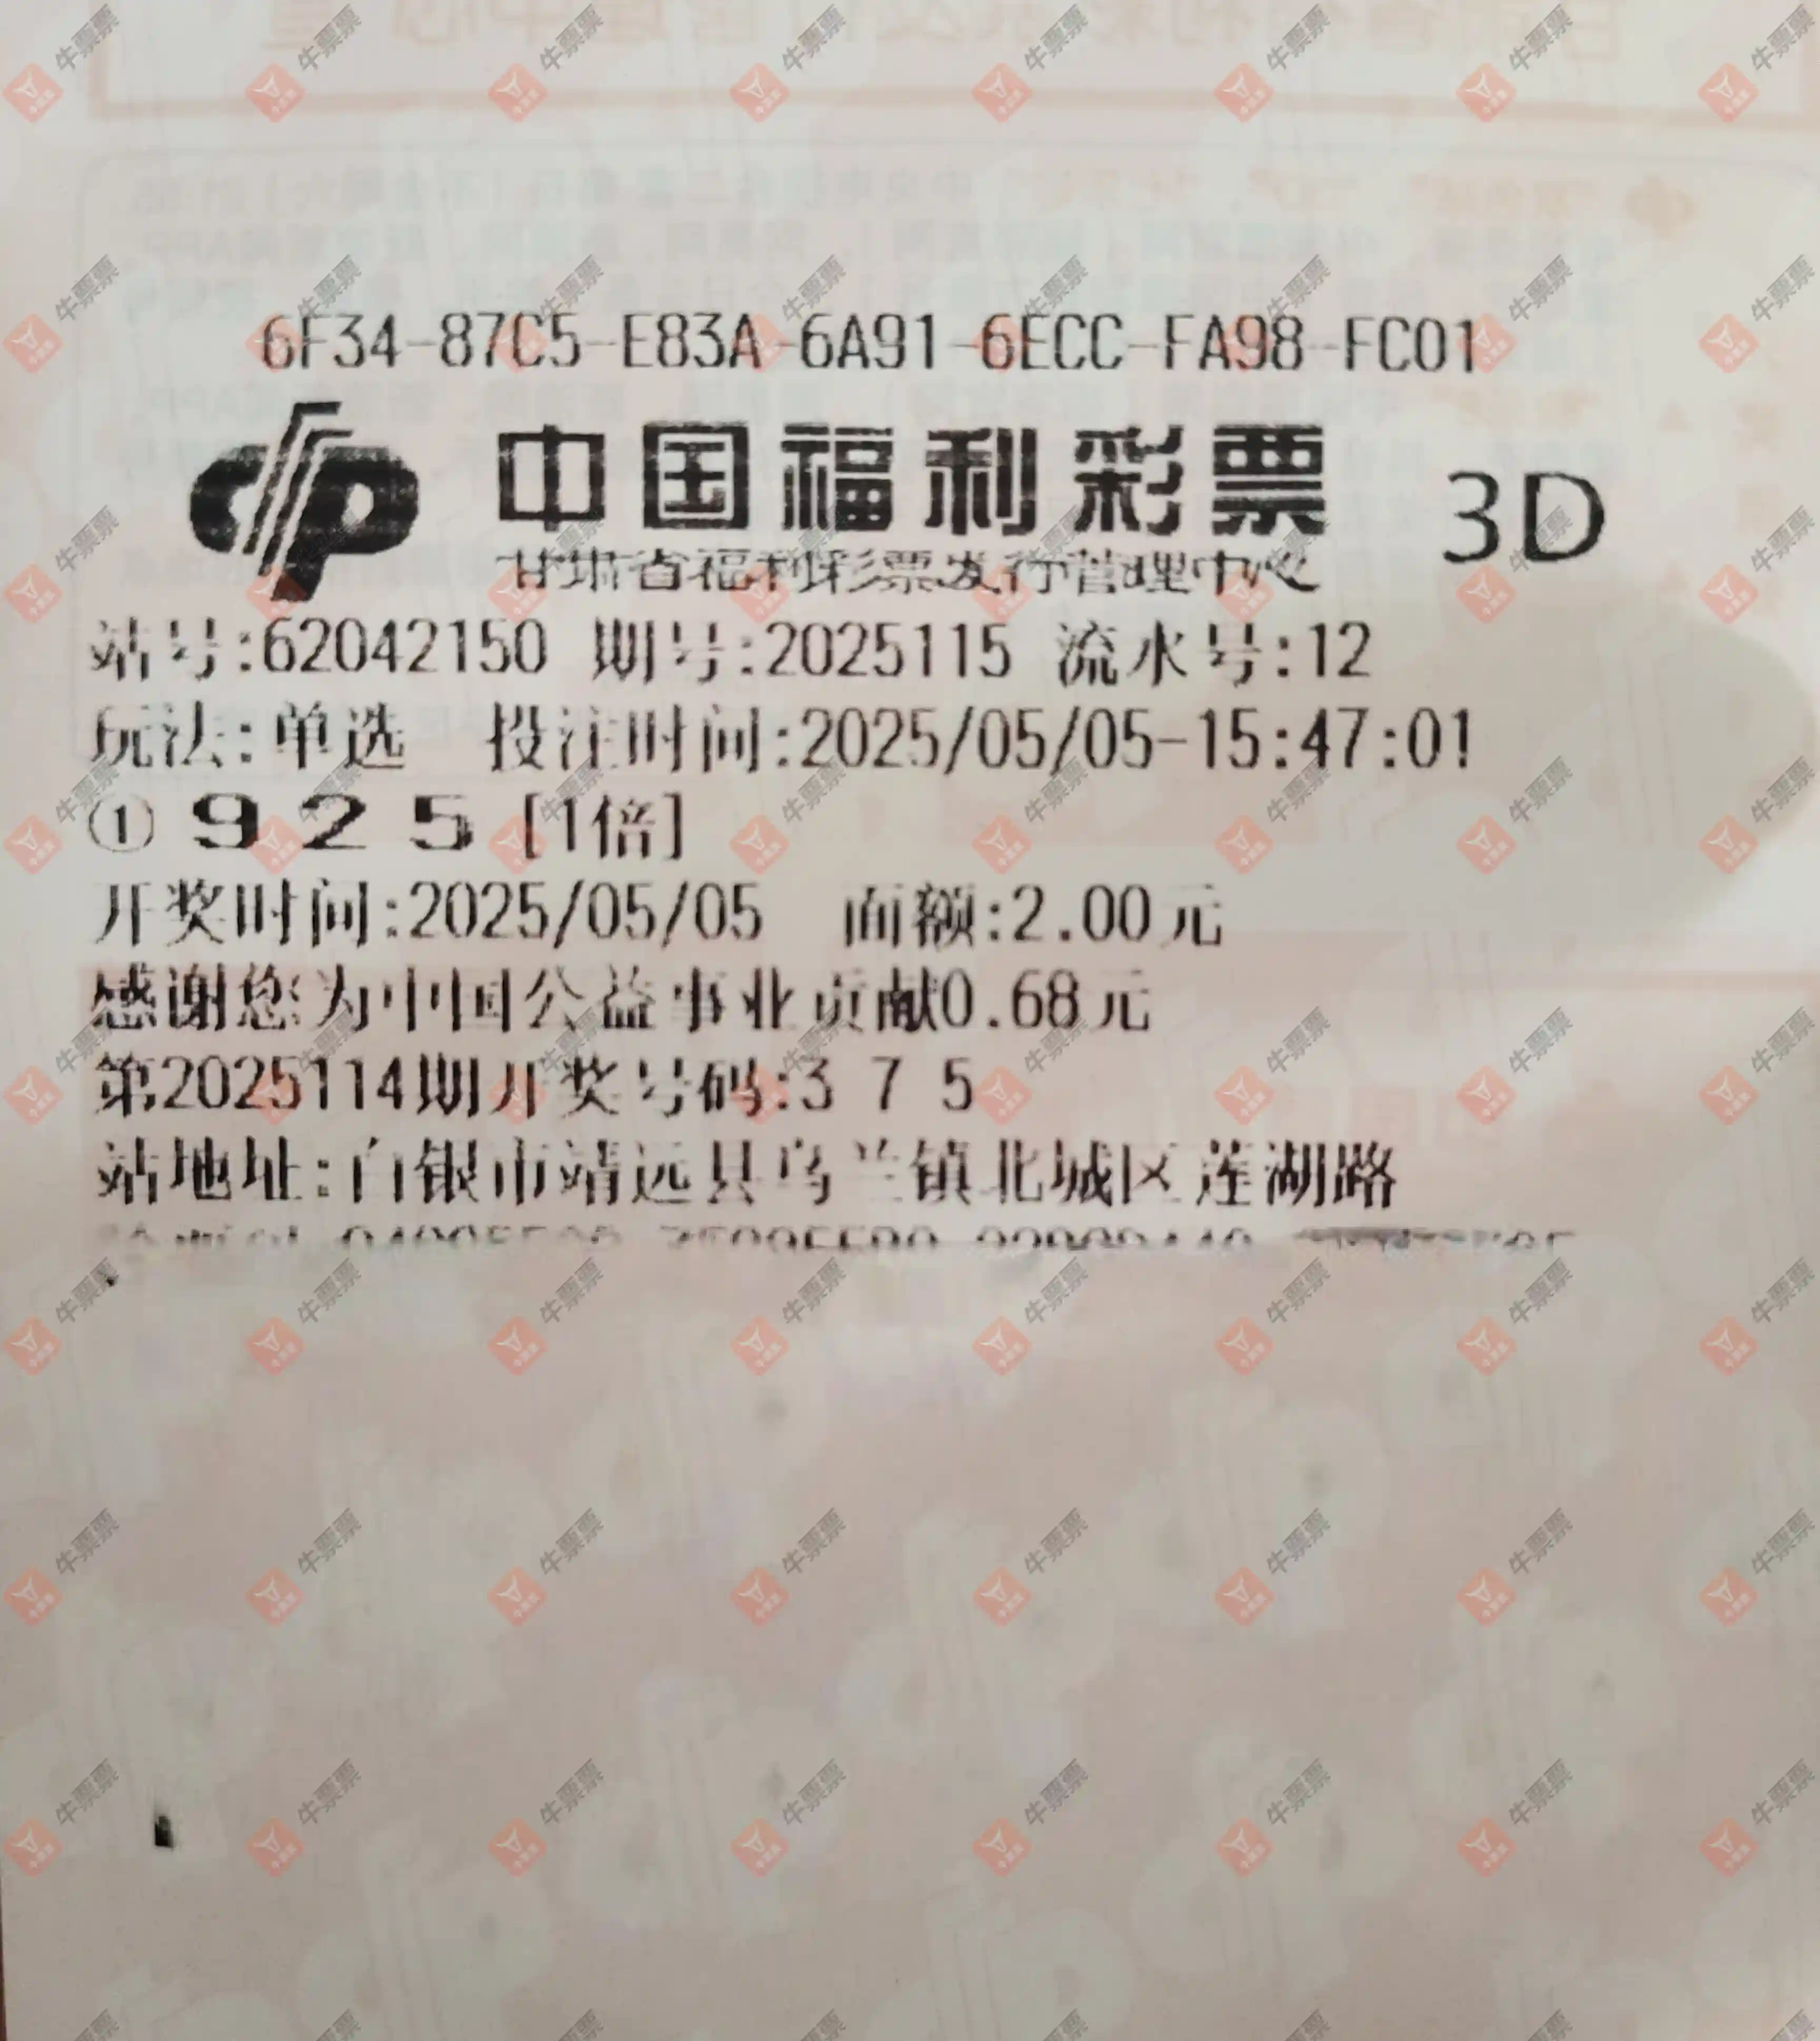 6F34-87C5-E83A-6A91-6ECC-FA98-FC01
中国福利彩票 3D
甘肃省福利彩票发行管理中心
站号:62042150 期号:2025115 流水号:12
玩法:单选 投注时间:2025/05/05-15:47:01
① 9 2 5 [1倍]
开奖时间:2025/05/05 面额:2.00元
感谢您为中国公益事业贡献0.68元
第2025114期开奖号码:3 7 5
站地址:白银市靖远县乌兰镇北城区莲湖路
牛票票